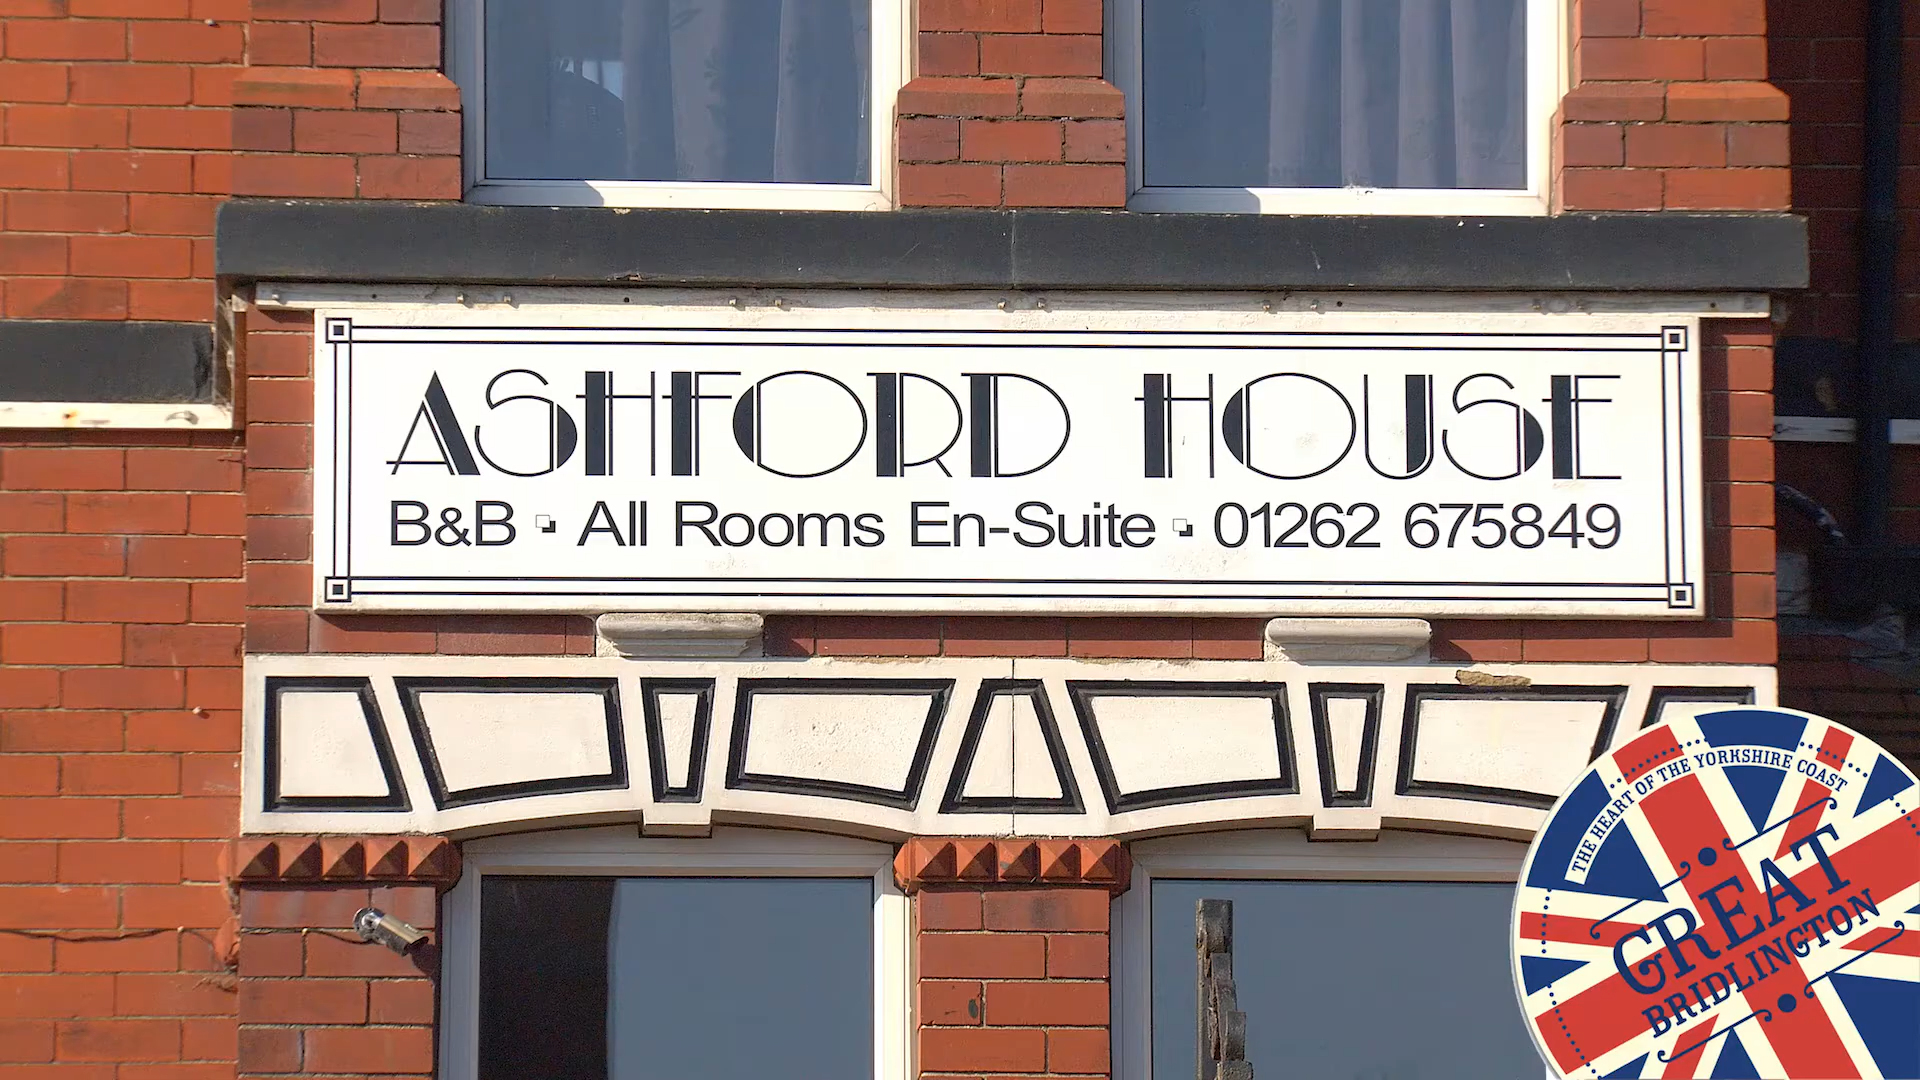 ASHFORD HOUSE
B&B ▫ All Rooms En-Suite ▫ 01262 675849
THE HEART OF THE YORKSHIRE COAST
GREAT
BRIDLINGTON